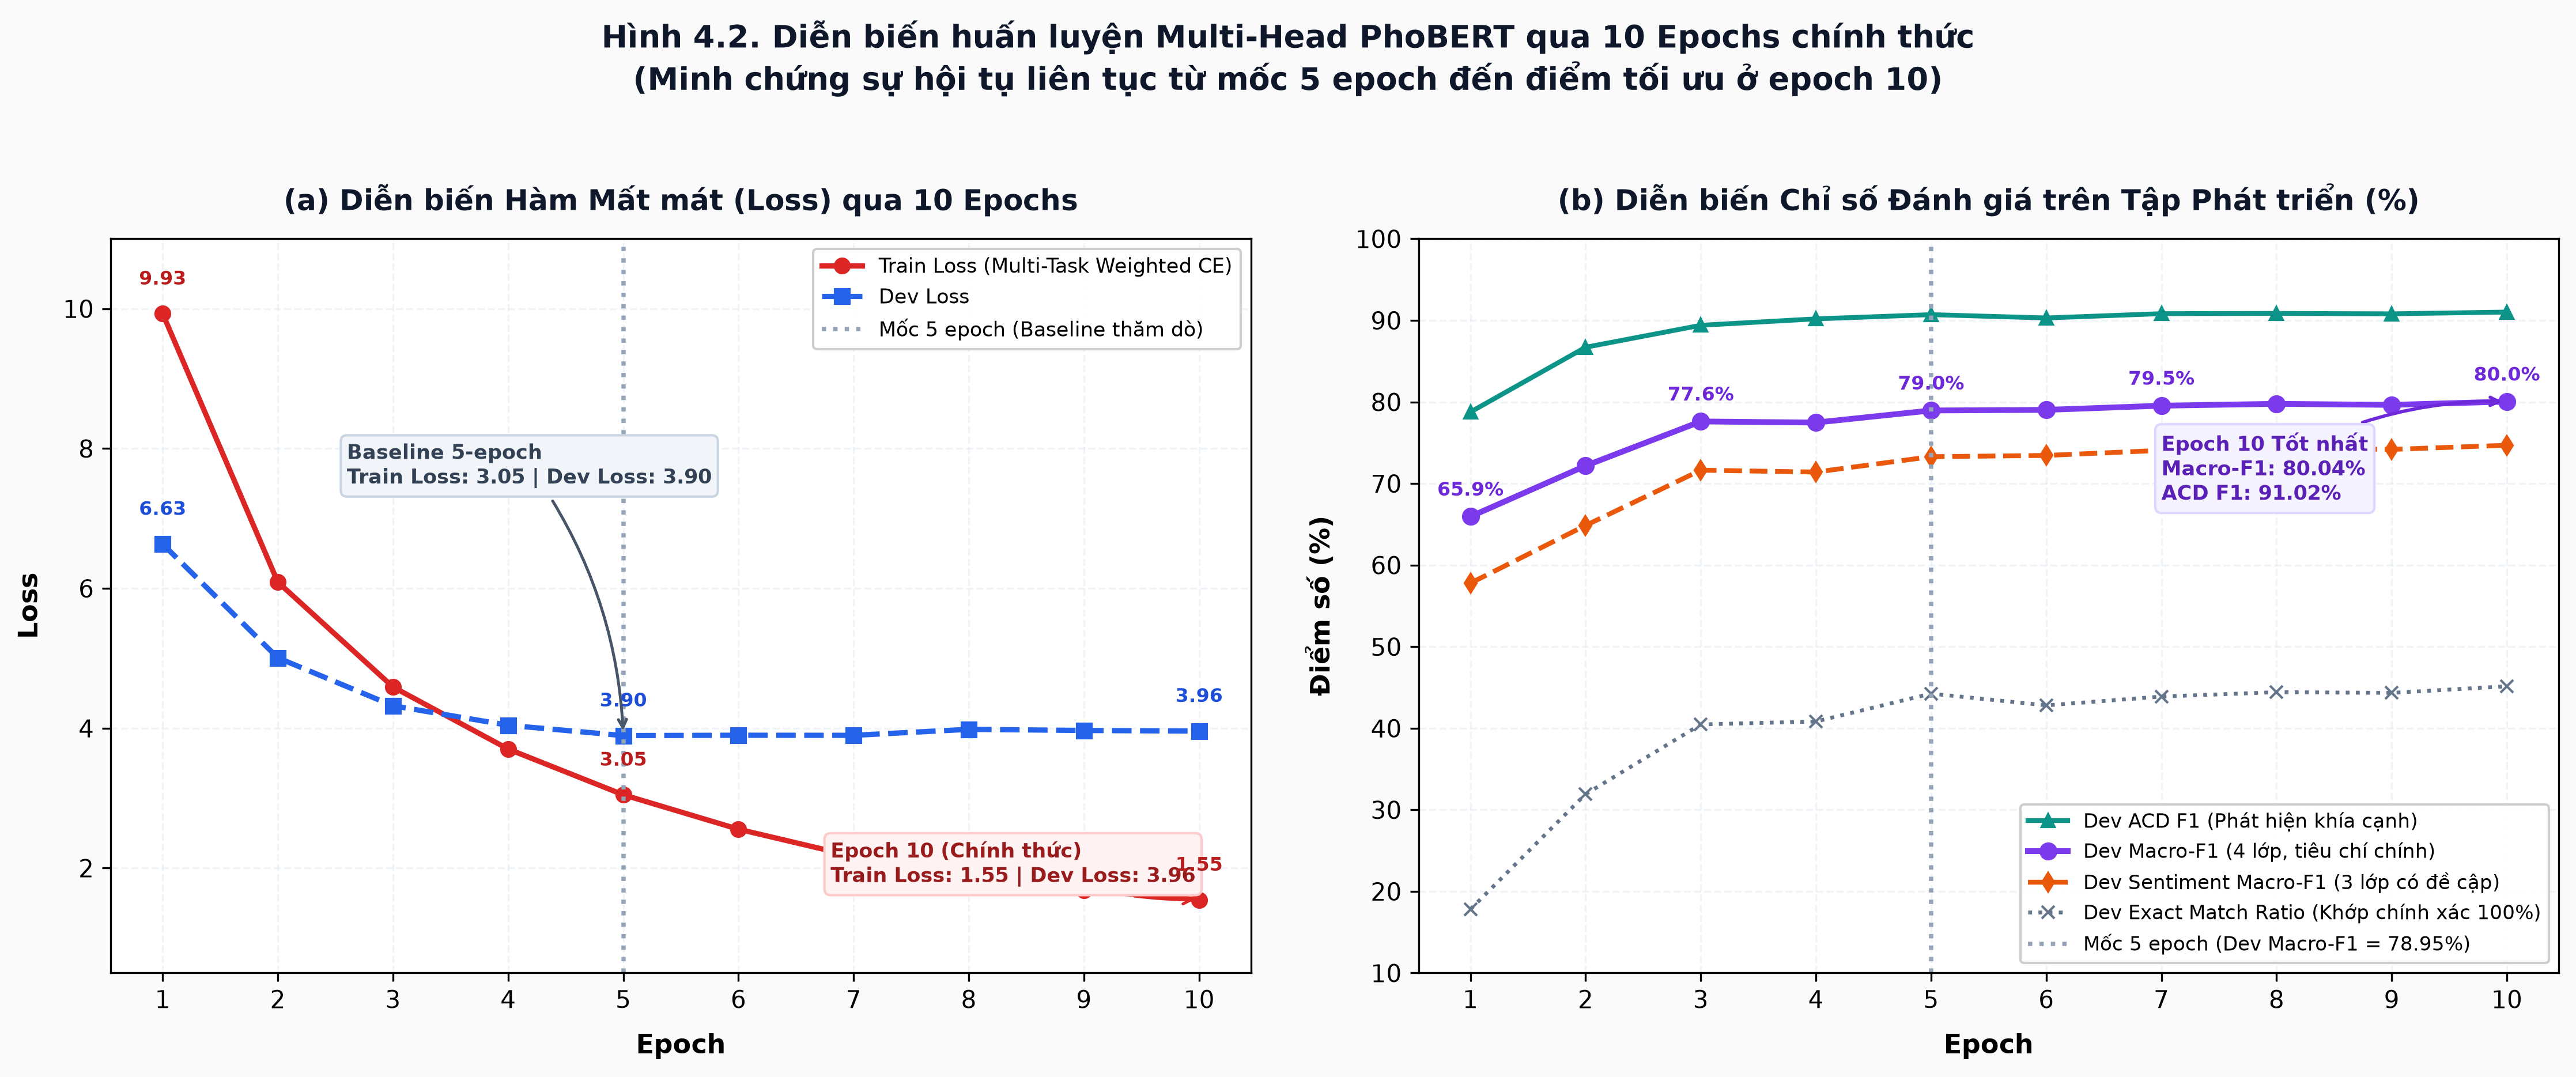 Hình 4.2. Diễn biến huấn luyện Multi-Head PhoBERT qua 10 Epochs chính thức
(Minh chứng sự hội tụ liên tục từ mốc 5 epoch đến điểm tối ưu ở epoch 10)
(a) Diễn biến Hàm Mất mát (Loss) qua 10 Epochs
Loss
10
8
6
4
2
9.93
6.63
Train Loss (Multi-Task Weighted CE)
Dev Loss
Mốc 5 epoch (Baseline thăm dò)
Baseline 5-epoch
Train Loss: 3.05 | Dev Loss: 3.90
3.90
3.96
3.05
1.55
Epoch 10 (Chính thức)
Train Loss: 1.55 | Dev Loss: 3.96
1 2 3 4 5 6 7 8 9 10
Epoch
(b) Diễn biến Chỉ số Đánh giá trên Tập Phát triển (%)
Điểm số (%)
100
90
80
70
60
50
40
30
20
10
65.9%
77.6%
79.0%
79.5%
80.0%
Epoch 10 Tốt nhất
Macro-F1: 80.04%
ACD F1: 91.02%
Dev ACD F1 (Phát hiện khía cạnh)
Dev Macro-F1 (4 lớp, tiêu chí chính)
Dev Sentiment Macro-F1 (3 lớp có đề cập)
Dev Exact Match Ratio (Khớp chính xác 100%)
Mốc 5 epoch (Dev Macro-F1 = 78.95%)
1 2 3 4 5 6 7 8 9 10
Epoch